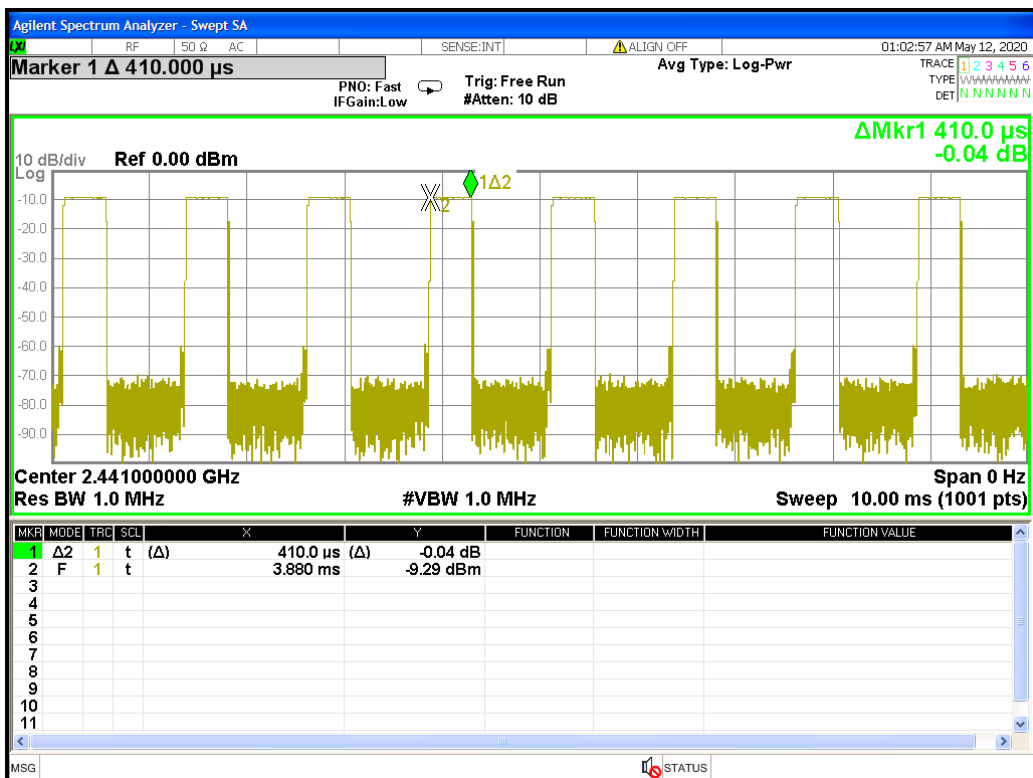 Agilent Spectrum Analyzer - Swept SA
LXI RF 50 Ω AC SENSE:INT ALIGN OFF 01:02:57 AM May 12, 2020
Marker 1 Δ 410.000 µs
PNO: Fast
IFGain:Low
Trig: Free Run
#Atten: 10 dB
Avg Type: Log-Pwr
TRACE 1 2 3 4 5 6
TYPE WWWWWW
DET N N N N N N
ΔMkr1 410.0 µs
-0.04 dB
10 dB/div Ref 0.00 dBm
Log
1Δ2
2
-10.0
-20.0
-30.0
-40.0
-50.0
-60.0
-70.0
-80.0
-90.0
Center 2.441000000 GHz Span 0 Hz
Res BW 1.0 MHz #VBW 1.0 MHz Sweep 10.00 ms (1001 pts)
MKR MODE TRC SCL X Y FUNCTION FUNCTION WIDTH FUNCTION VALUE
1 Δ2 1 t (Δ) 410.0 µs (Δ) -0.04 dB
2 F 1 t 3.880 ms -9.29 dBm
3
4
5
6
7
8
9
10
11
MSG STATUS